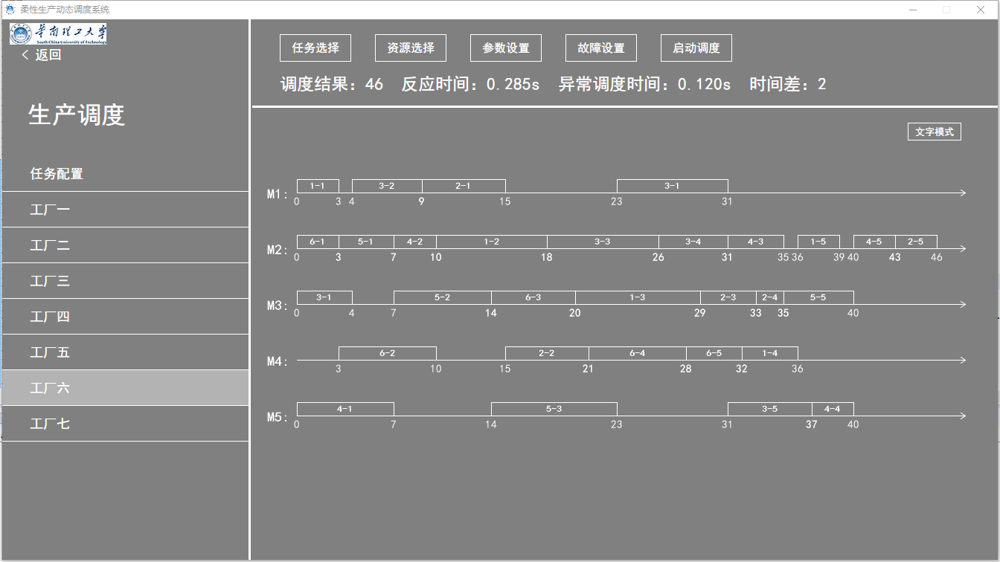 柔性生产动态调度系统
华南理工大学
South China University of Technology
< 返回
生产调度
任务配置
工厂一
工厂二
工厂三
工厂四
工厂五
工厂六
工厂七
任务选择 资源选择 参数设置 故障设置 启动调度
调度结果：46 反应时间：0.285s 异常调度时间：0.120s 时间差：2
文字模式
1-1 3-2 2-1 3-1
M1：
0 3 4 9 15 23 31
6-1 5-1 4-2 1-2 3-3 3-4 4-3 1-5 4-5 2-5
M2：
0 3 7 10 18 26 31 35 36 39 40 43 46
3-1 5-2 6-3 1-3 2-3 2-4 5-5
M3：
0 4 7 14 20 29 33 35 40
6-2 2-2 6-4 6-5 1-4
M4：
3 10 15 21 28 32 36
4-1 5-3 3-5 4-4
M5：
0 7 14 23 31 37 40